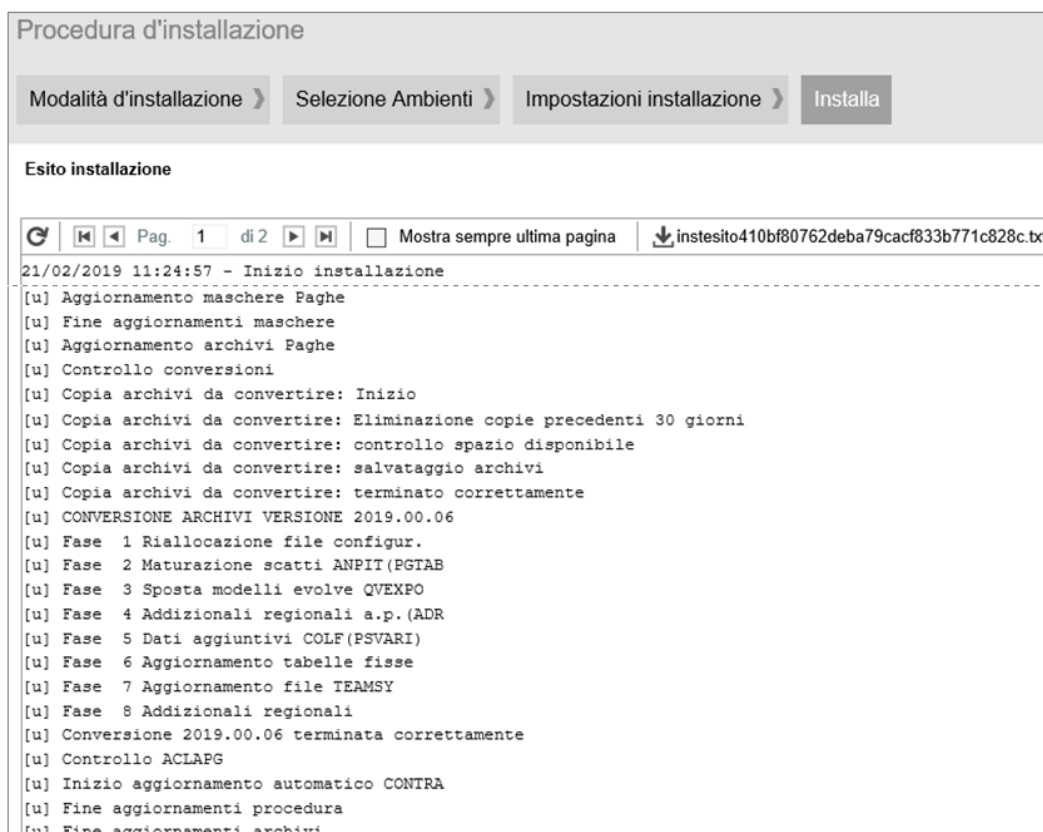 Procedura d'installazione
Modalità d'installazione Selezione Ambienti Impostazioni installazione Installa
Esito installazione
Pag. 1 di 2 Mostra sempre ultima pagina instesito410bf80762deba79cacf833b771c828c.tx
21/02/2019 11:24:57 - Inizio installazione
[u] Aggiornamento maschere Paghe
[u] Fine aggiornamenti maschere
[u] Aggiornamento archivi Paghe
[u] Controllo conversioni
[u] Copia archivi da convertire: Inizio
[u] Copia archivi da convertire: Eliminazione copie precedenti 30 giorni
[u] Copia archivi da convertire: controllo spazio disponibile
[u] Copia archivi da convertire: salvataggio archivi
[u] Copia archivi da convertire: terminato correttamente
[u] CONVERSIONE ARCHIVI VERSIONE 2019.00.06
[u] Fase 1 Riallocazione file configur.
[u] Fase 2 Maturazione scatti ANPIT(PGTAB
[u] Fase 3 Sposta modelli evolve QVEXPO
[u] Fase 4 Addizionali regionali a.p.(ADR
[u] Fase 5 Dati aggiuntivi COLF(PSVARI)
[u] Fase 6 Aggiornamento tabelle fisse
[u] Fase 7 Aggiornamento file TEAMSY
[u] Fase 8 Addizionali regionali
[u] Conversione 2019.00.06 terminata correttamente
[u] Controllo ACLAPG
[u] Inizio aggiornamento automatico CONTRA
[u] Fine aggiornamenti procedura
[u] Fine aggiornamenti archivi